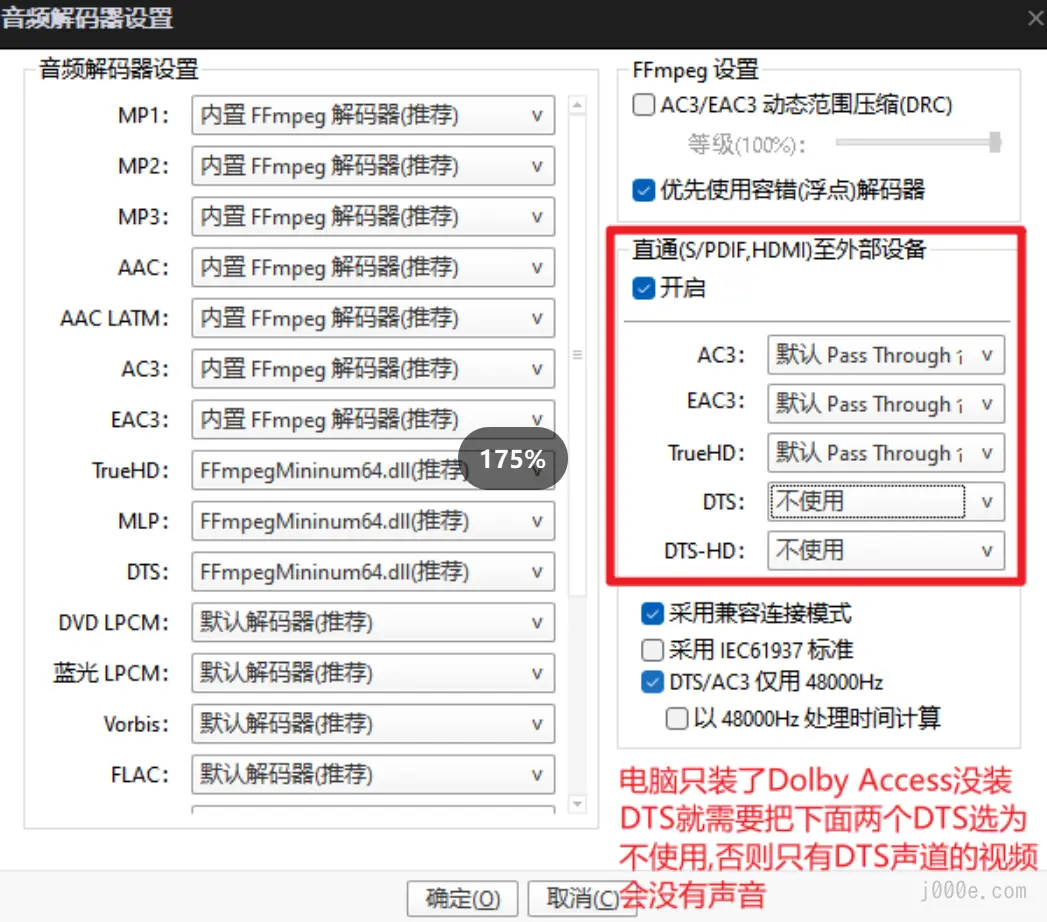 音频解码器设置
音频解码器设置
MP1: 内置 FFmpeg 解码器(推荐)
MP2: 内置 FFmpeg 解码器(推荐)
MP3: 内置 FFmpeg 解码器(推荐)
AAC: 内置 FFmpeg 解码器(推荐)
AAC LATM: 内置 FFmpeg 解码器(推荐)
AC3: 内置 FFmpeg 解码器(推荐)
EAC3: 内置 FFmpeg 解码器(推荐)
TrueHD: FFmpegMininum64.dll(推荐)
175%
MLP: FFmpegMininum64.dll(推荐)
DTS: FFmpegMininum64.dll(推荐)
DVD LPCM: 默认解码器(推荐)
蓝光 LPCM: 默认解码器(推荐)
Vorbis: 默认解码器(推荐)
FLAC: 默认解码器(推荐)
FFmpeg 设置
AC3/EAC3 动态范围压缩(DRC)
等级(100%):
优先使用容错(浮点)解码器
直通(S/PDIF,HDMI)至外部设备
开启
AC3: 默认 Pass Through
EAC3: 默认 Pass Through
TrueHD: 默认 Pass Through
DTS: 不使用
DTS-HD: 不使用
采用兼容连接模式
采用 IEC61937 标准
DTS/AC3 仅用 48000Hz
以 48000Hz 处理时间计算
电脑只装了Dolby Access没装
DTS就需要把下面两个DTS选为
不使用,否则只有DTS声道的视频
会没有声音
j000e.com
确定(O)
取消(C)